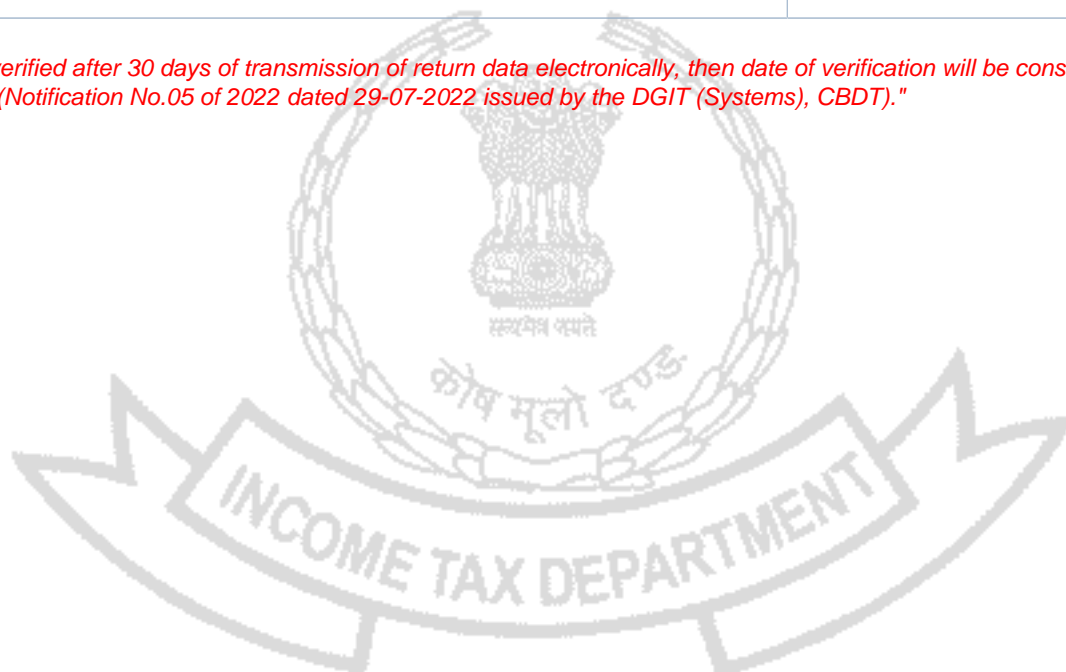 erified after 30 days of transmission of return data electronically, then date of verification will be cons
(Notification No.05 of 2022 dated 29-07-2022 issued by the DGIT (Systems), CBDT)."
सत्यमेव जयते
कोष मूलो दण्ड:
INCOME TAX DEPARTMENT